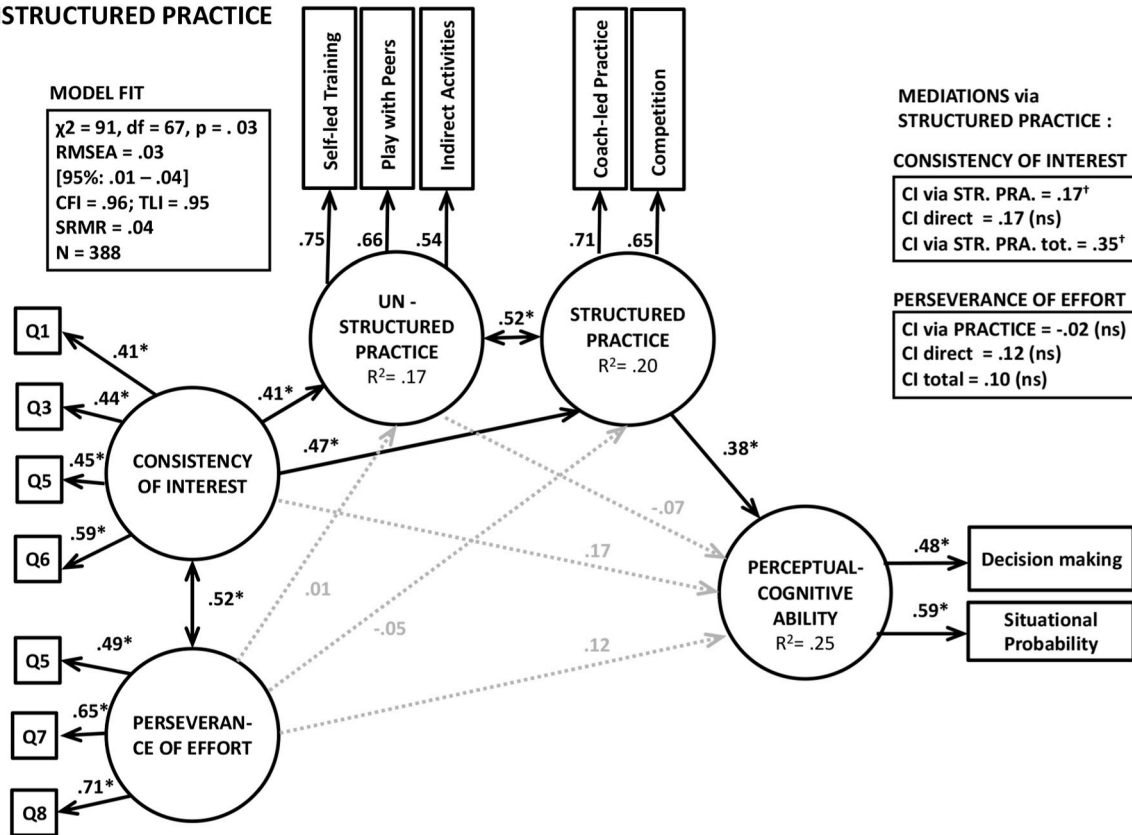 STRUCTURED PRACTICE
MODEL FIT
χ2 = 91, df = 67, p = . 03
RMSEA = .03
[95%: .01 – .04]
CFI = .96; TLI = .95
SRMR = .04
N = 388
Self-led Training
Play with Peers
Indirect Activities
Coach-led Practice
Competition
MEDIATIONS via
STRUCTURED PRACTICE :
CONSISTENCY OF INTEREST
CI via STR. PRA. = .17†
CI direct = .17 (ns)
CI via STR. PRA. tot. = .35†
PERSEVERANCE OF EFFORT
CI via PRACTICE = -.02 (ns)
CI direct = .12 (ns)
CI total = .10 (ns)
.75
.66
.54
.71
.65
UN -
STRUCTURED
PRACTICE
R²= .17
.52*
STRUCTURED
PRACTICE
R²= .20
Q1
.41*
Q3
.44*
Q5
.45*
Q6
.59*
CONSISTENCY
OF INTEREST
.41*
.47*
.38*
-.07
.17
.01
-.05
.12
.52*
PERCEPTUAL-
COGNITIVE
ABILITY
R²= .25
.48*
Decision making
.59*
Situational
Probability
Q5
.49*
Q7
.65*
Q8
.71*
PERSEVERAN-
CE OF EFFORT